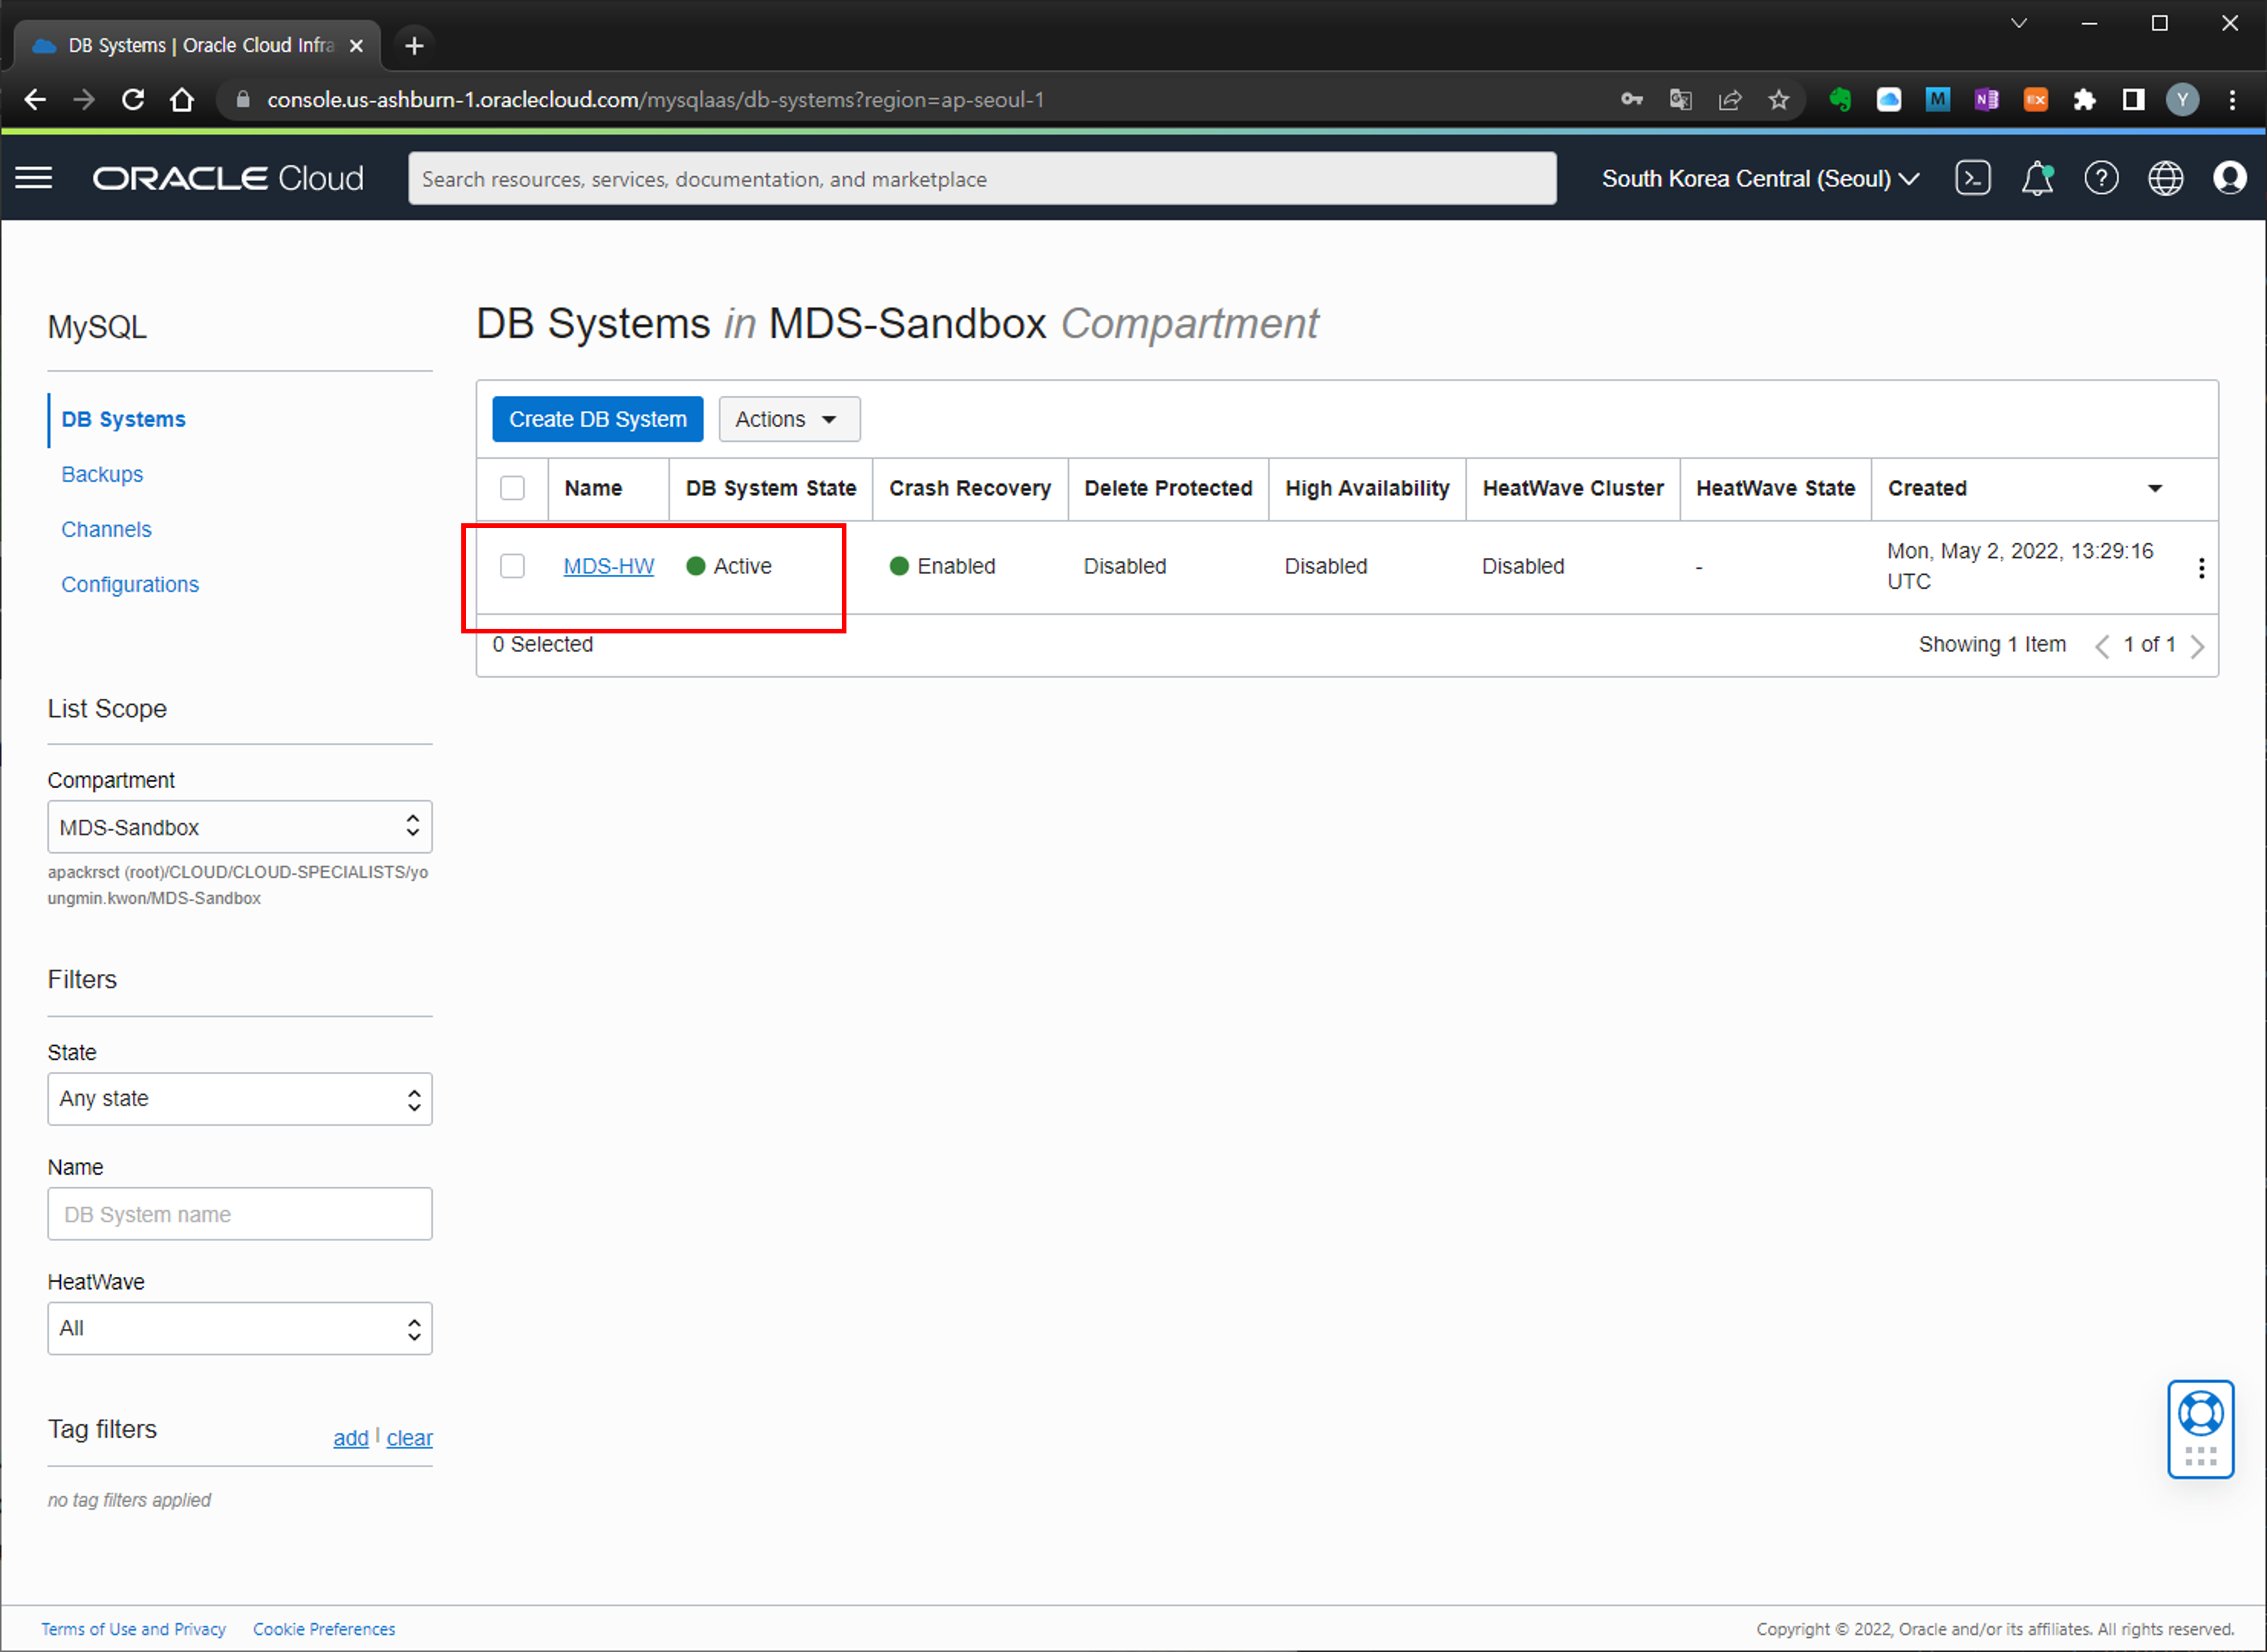 DB Systems | Oracle Cloud Infra
console.us-ashburn-1.oraclecloud.com/mysqlaas/db-systems?region=ap-seoul-1
M
N
EX
Y
ORACLE Cloud
Search resources, services, documentation, and marketplace
South Korea Central (Seoul)
MySQL
DB Systems
Backups
Channels
Configurations
List Scope
Compartment
MDS-Sandbox
apackrsct (root)/CLOUD/CLOUD-SPECIALISTS/yo
ungmin.kwon/MDS-Sandbox
Filters
State
Any state
Name
DB System name
HeatWave
All
Tag filters
add | clear
no tag filters applied
DB Systems in MDS-Sandbox Compartment
Create DB System
Actions
Name DB System State Crash Recovery Delete Protected High Availability HeatWave Cluster HeatWave State Created
MDS-HW Active Enabled Disabled Disabled Disabled - Mon, May 2, 2022, 13:29:16
UTC
0 Selected
Showing 1 Item
1 of 1
Terms of Use and Privacy
Cookie Preferences
Copyright © 2022, Oracle and/or its affiliates. All rights reserved.